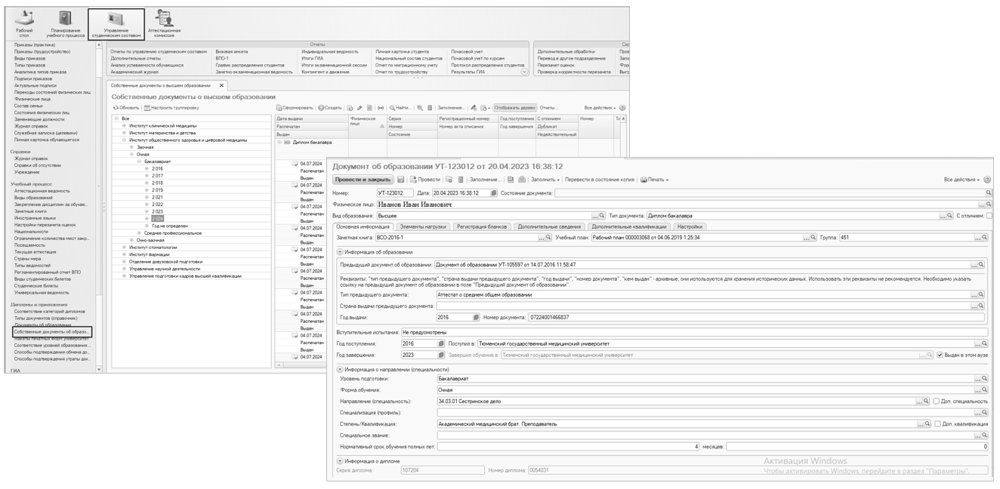 Рабочий стол
Планирование учебного процесса
Управление студенческим составом
Аттестационная комиссия
Приказы (практика)
Приказы (трудоустройство)
Виды приказов
Типы приказов
Аналитика типов приказа
Подписи приказов
Актуальные подписи
Переходы состояний физических лиц
Физические лица
Состав семьи
Состояния физических лиц
Заменяющие должности
Журнал справок
Служебная записка (целевики)
Личная карточка обучающегося
Справки
Журнал справок
Справки об отсутствии
Учреждения
Учебный процесс
Аттестационная ведомость
Виды образований
Закрепление дисциплин за обучаю...
Зачетные книги
Иностранные языки
Настройки перезачета оценок
Национальности
Ограничение количества мест закр...
Посещаемость
Текущая аттестация
Страны мира
Типы ведомостей
Регламентированный отчет ВПО
Виды студенческих билетов
Студенческие билеты
Универсальная ведомость
Дипломы и приложения
Соответствие категорий дипломов
Типы документов (справочник)
Документы об образовании
Собственные документы об образо...
Макеты печатных форм университет
Соответствие уровней образования ...
Способы подтверждения обмена до...
Способы подтверждения утраты док...
ГИА
Отчеты
Отчеты по управлению студенческим составом
Дополнительные отчеты
Анализ успеваемости обучающихся
Академический журнал
Визовая анкета
ВПО-1
График распределения студентов
Зачетно-экзаменационная ведомость
Индивидуальная ведомость
Итоги ГИА
Итоги экзаменационной сессии
Контингент и движение
Личная карточка студента
Национальный состав студентов
Отчет по миграционному учету
Отчет по трудоустройству
Почасовой учет
Почасовой учет по курсам
Протокол распределения студентов
Результаты ГИА
Сер
Дополнительные обработки
Перевод в другое подразделение
Перезачет оценок
Проверка корректности перезачета
Про
Запо
Фор
Выгр
Собственные документы о высшем образовании
Собственные документы о высшем образовании
Обновить Настроить группировку
Сформировать Создать Найти... Заполнение... Отображать дерево Отчеты... Все действия
Все
Институт клинической медицины
Институт материнства и детства
Институт общественного здоровья и цифровой медицины
Заочная
Очная
Бакалавриат
2 016
2 017
2 018
2 019
2 021
2 022
2 023
2 024
Год не определен
Среднее профессиональное
Очно-заочная
Институт стоматологии
Институт фармации
Отделение довузовской подготовки
Управление научной деятельности
Управление подготовки кадров высшей квалификации
Дата выдачи Физическое лицо Серия Регистрационный номер Год поступления С отличием Номер Ти
Распечатан Номер Номер акта списания Год завершения Дубликат
Выдан Состояние Недействительный
Диплом бакалавра
04.07.2024
Распечатан
Выдан
04.07.2024
Распечатан
Выдан
04.07.2024
Распечатан
Выдан
04.07.2024
Распечатан
Выдан
04.07.2024
Распечатан
Выдан
04.07.2024
Распечатан
Выдан
04.07.2024
Распечатан
Выдан
04.07.2024
Распечатан
Выдан
04.07.2024
Распечатан
Выдан
04.07.2024
Документ об образовании УТ-123012 от 20.04.2023 16:38:12
Провести и закрыть Провести Заполнение... Заполнить Перевести в состояние копия Печать Все действия
Номер: УТ-123012 Дата: 20.04.2023 16:38:12 Состояние документа:
Физическое лицо: Иванов Иван Иванович
Вид образования: Высшее Тип документа: Диплом бакалавра С отличием:
Основная информация Элементы нагрузки Регистрация бланков Дополнительные сведения Дополнительные квалификации Настройки
Зачетная книга: ВСО-2016-1 Учебный план: Рабочий план 000003068 от 04.06.2019 1:25:34 Группа: 451
Информация об образовании
Предыдущий документ об образовании: Документ об образовании УТ-105597 от 14.07.2016 11:58:47
Реквизиты: "тип предыдущего документа", "страна выдачи предыдущего документа", "год выдачи", "номер документа", "кем выдан" - архивные, они используются для хранения исторических данных. Использовать эти реквизиты не рекомендуется. Необходимо указать
ссылку на предыдущий документ об образовании в поле "Предыдущий документ об образовании".
Тип предыдущего документа: Аттестат о среднем общем образовании
Страна выдачи предыдущего документа:
Год выдачи: 2016 Номер документа: 07224001466837
Вступительные испытания: Не предусмотрены
Год поступления: 2016 Поступил в: Тюменский государственный медицинский университет
Год завершения: 2023 Завершил обучение в: Тюменский государственный медицинский университет Выдан в этом вузе
Информация о направлении (специальности)
Уровень подготовки: Бакалавриат
Форма обучения: Очная
Направление (специальность): 34.03.01 Сестринское дело Доп. специальность
Специализация (профиль):
Степень/Квалификация: Академический медицинский брат. Преподаватель Доп. квалификация
Специальное звание:
Нормативный срок обучения полных лет: 4 месяцев: 0
Информация о дипломе
Серия диплома: 107204 Номер диплома: 0054031
Активация Windows
Чтобы активировать Windows, перейдите в раздел "Параметры".